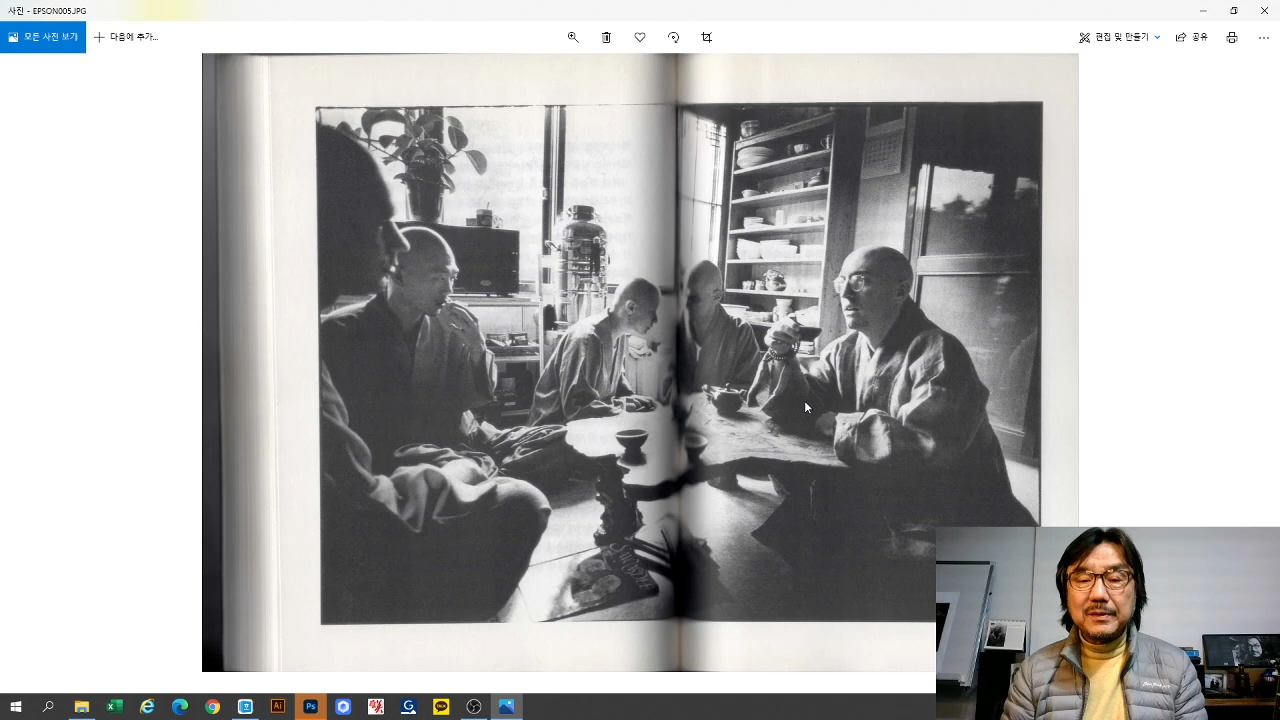 사진 - EPSON005.JPG
모든 사진 보기
다음에 추가...
편집 및 만들기
공유